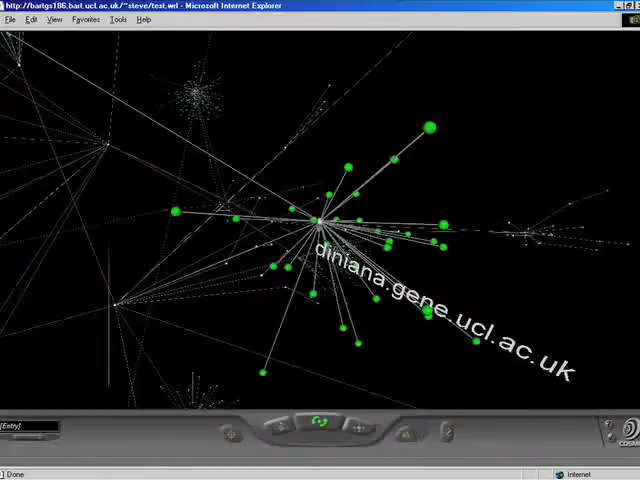 http://bartgs186.bart.ucl.ac.uk/~steve/test.wrl - Microsoft Internet Explorer
File Edit View Favorites Tools Help
diniana.gene.ucl.ac.uk
[Entry]
Done
Internet